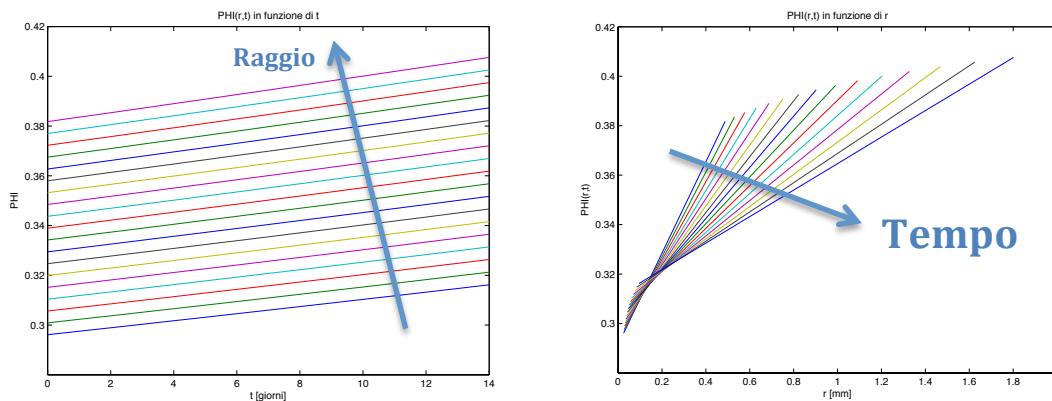 PHI(r,t) in funzione di t
0.42
0.4
0.38
0.36
0.34
0.32
0.3
PHI
0 2 4 6 8 10 12 14
t [giorni]
Raggio
PHI(r,t) in funzione di r
0.42
0.4
0.38
0.36
0.34
0.32
0.3
PHI(r,t)
0 0.2 0.4 0.6 0.8 1 1.2 1.4 1.6 1.8 2.0
r [mm]
Tempo